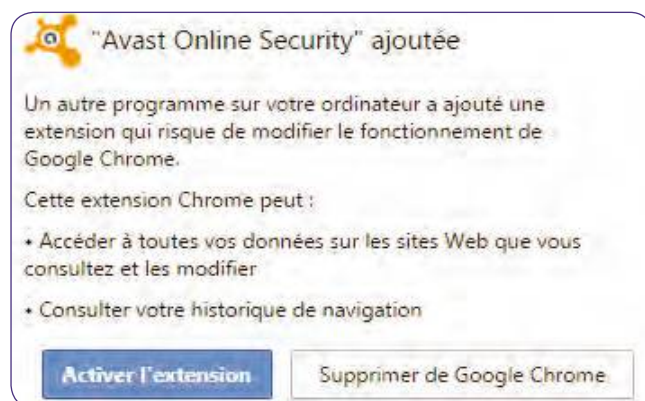 "Avast Online Security" ajoutée
Un autre programme sur votre ordinateur a ajouté une
extension qui risque de modifier le fonctionnement de
Google Chrome.
Cette extension Chrome peut :
• Accéder à toutes vos données sur les sites Web que vous
consultez et les modifier
• Consulter votre historique de navigation
Activer l'extension
Supprimer de Google Chrome